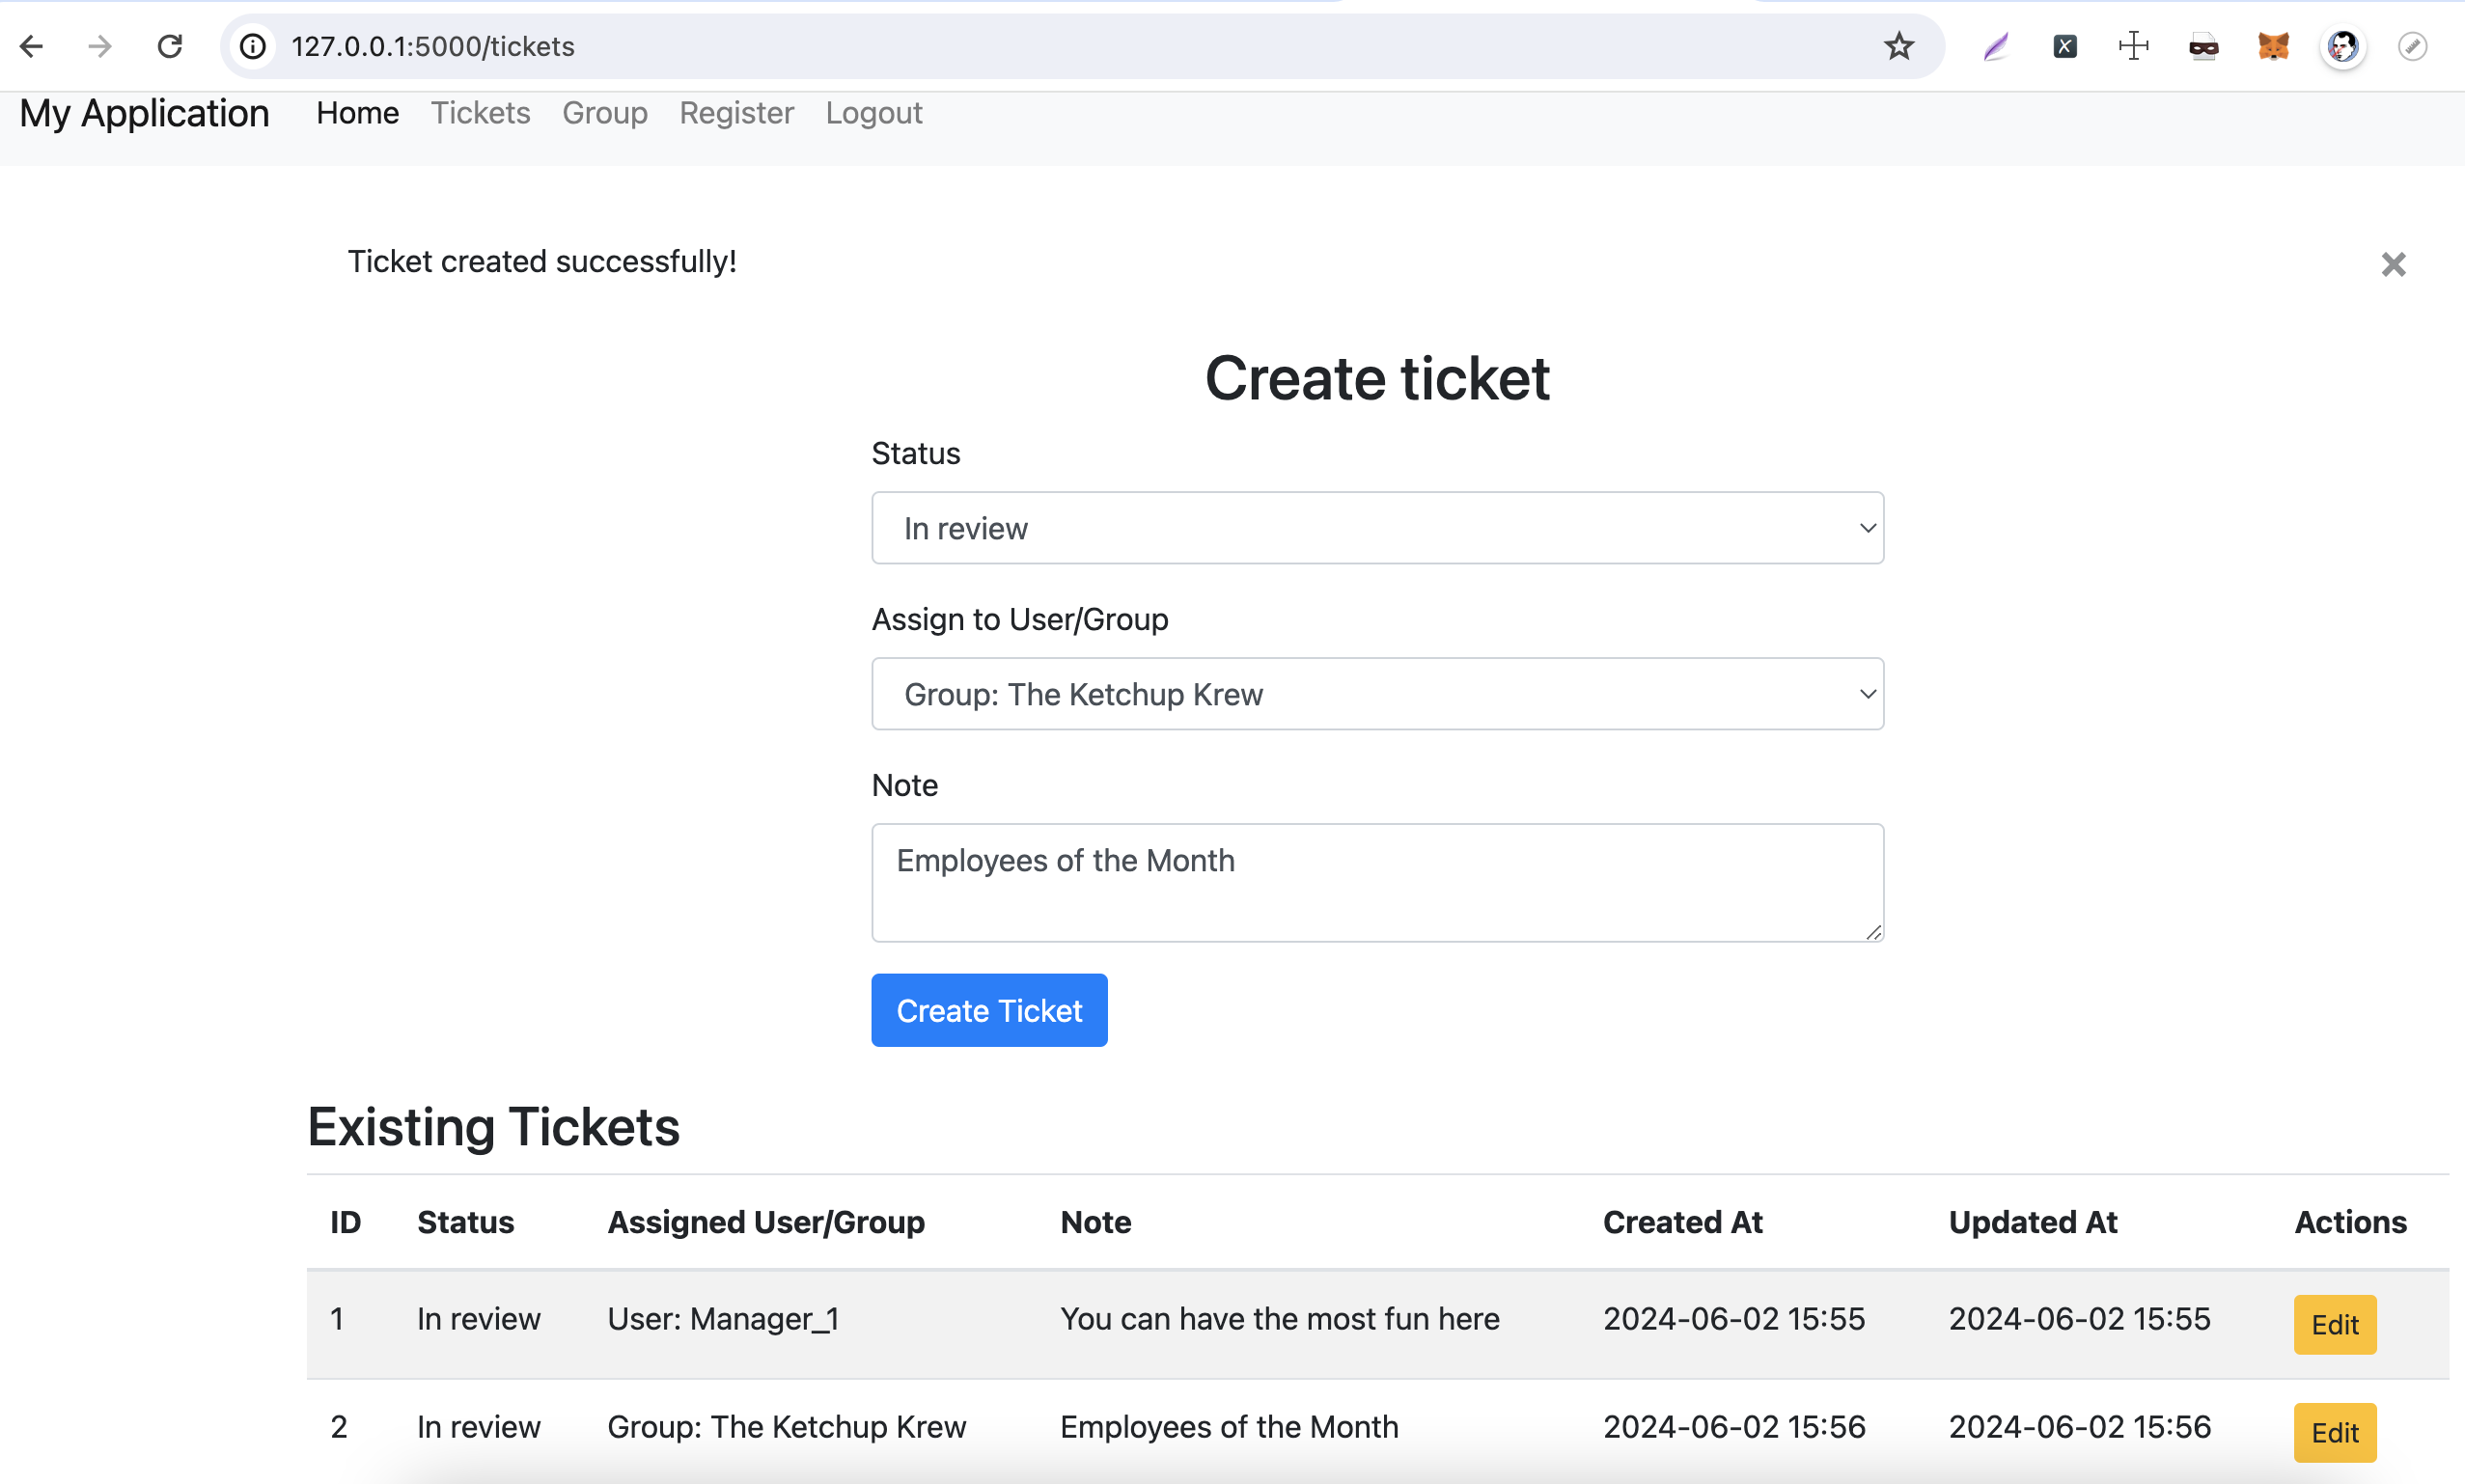 127.0.0.1:5000/tickets
My Application Home Tickets Group Register Logout
Ticket created successfully!
Create ticket
Status
In review
Assign to User/Group
Group: The Ketchup Krew
Note
Employees of the Month
Create Ticket
Existing Tickets
ID Status Assigned User/Group Note Created At Updated At Actions
1 In review User: Manager_1 You can have the most fun here 2024-06-02 15:55 2024-06-02 15:55 Edit
2 In review Group: The Ketchup Krew Employees of the Month 2024-06-02 15:56 2024-06-02 15:56 Edit